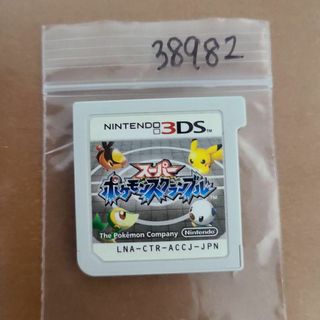 38982
NINTENDO 3DS™
スーパー
ポケモンスクランブル
The Pokémon Company Nintendo
LNA-CTR-ACCJ-JPN